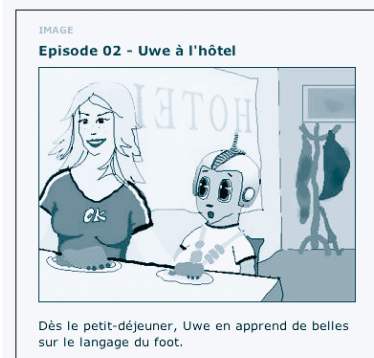 IMAGE
Episode 02 - Uwe à l'hôtel
HOTEL
OK
Dès le petit-déjeuner, Uwe en apprend de belles
sur le langage du foot.